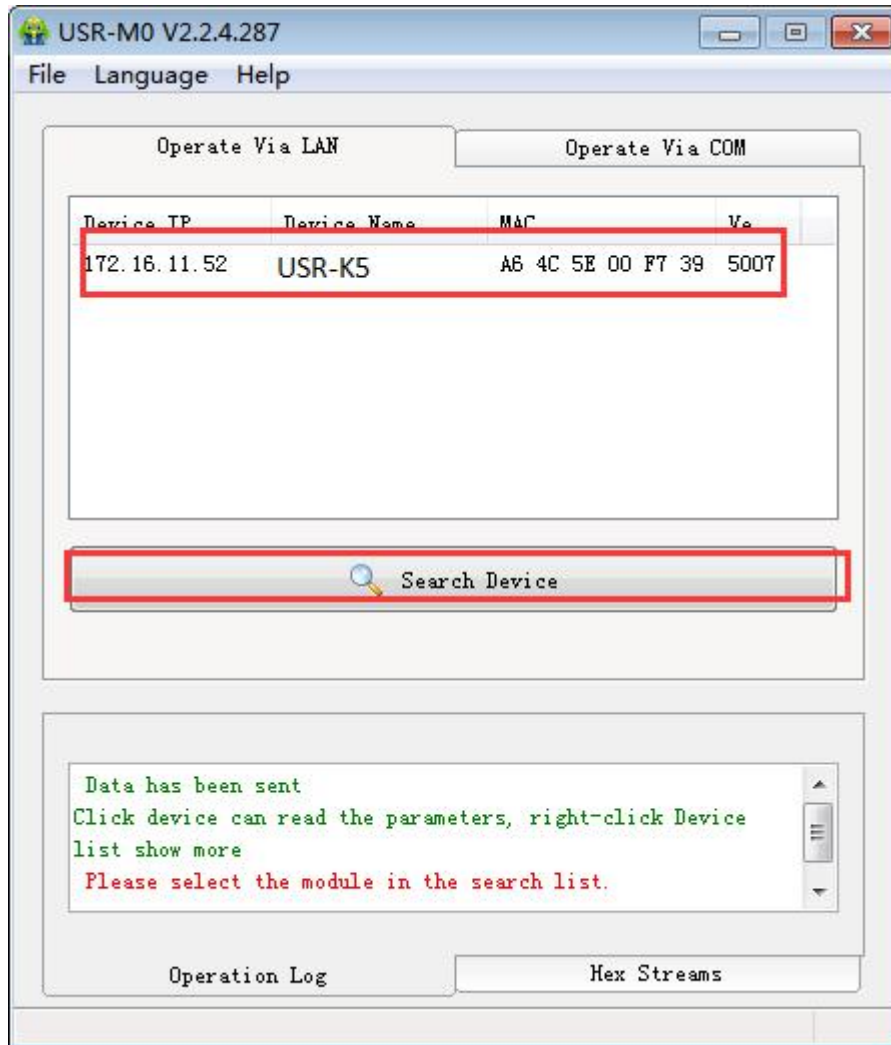 USR-M0 V2.2.4.287
File Language Help
Operate Via LAN Operate Via COM
Device IP Device Name MAC Ve
172.16.11.52 USR-K5 A6 4C 5E 00 F7 39 5007
Search Device
Data has been sent
Click device can read the parameters, right-click Device
list show more
Please select the module in the search list.
Operation Log Hex Streams